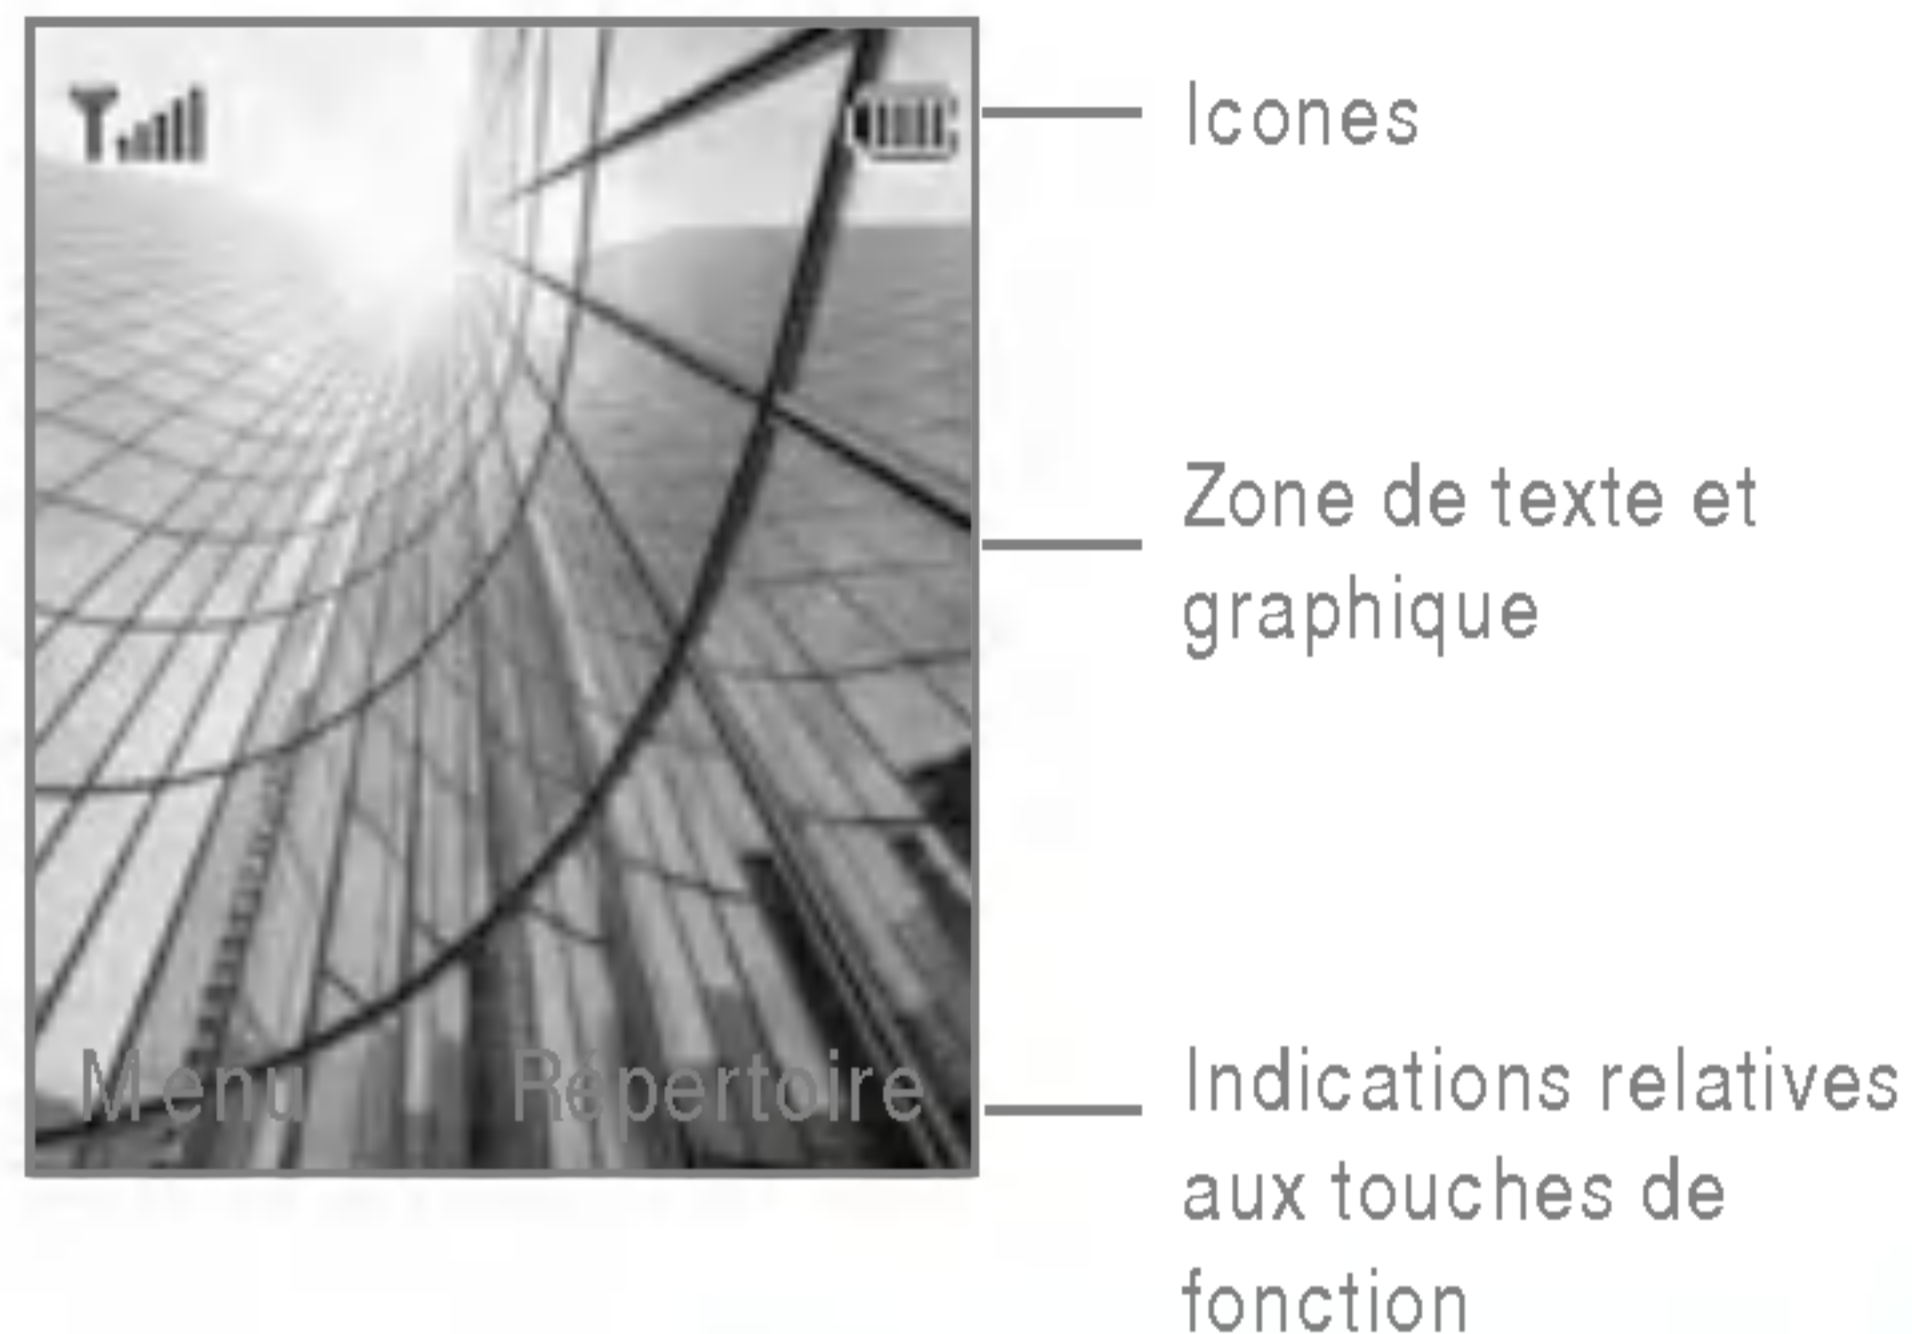 Icones
Zone de texte et
graphique
Menu Répertoire
Indications relatives
aux touches de
fonction